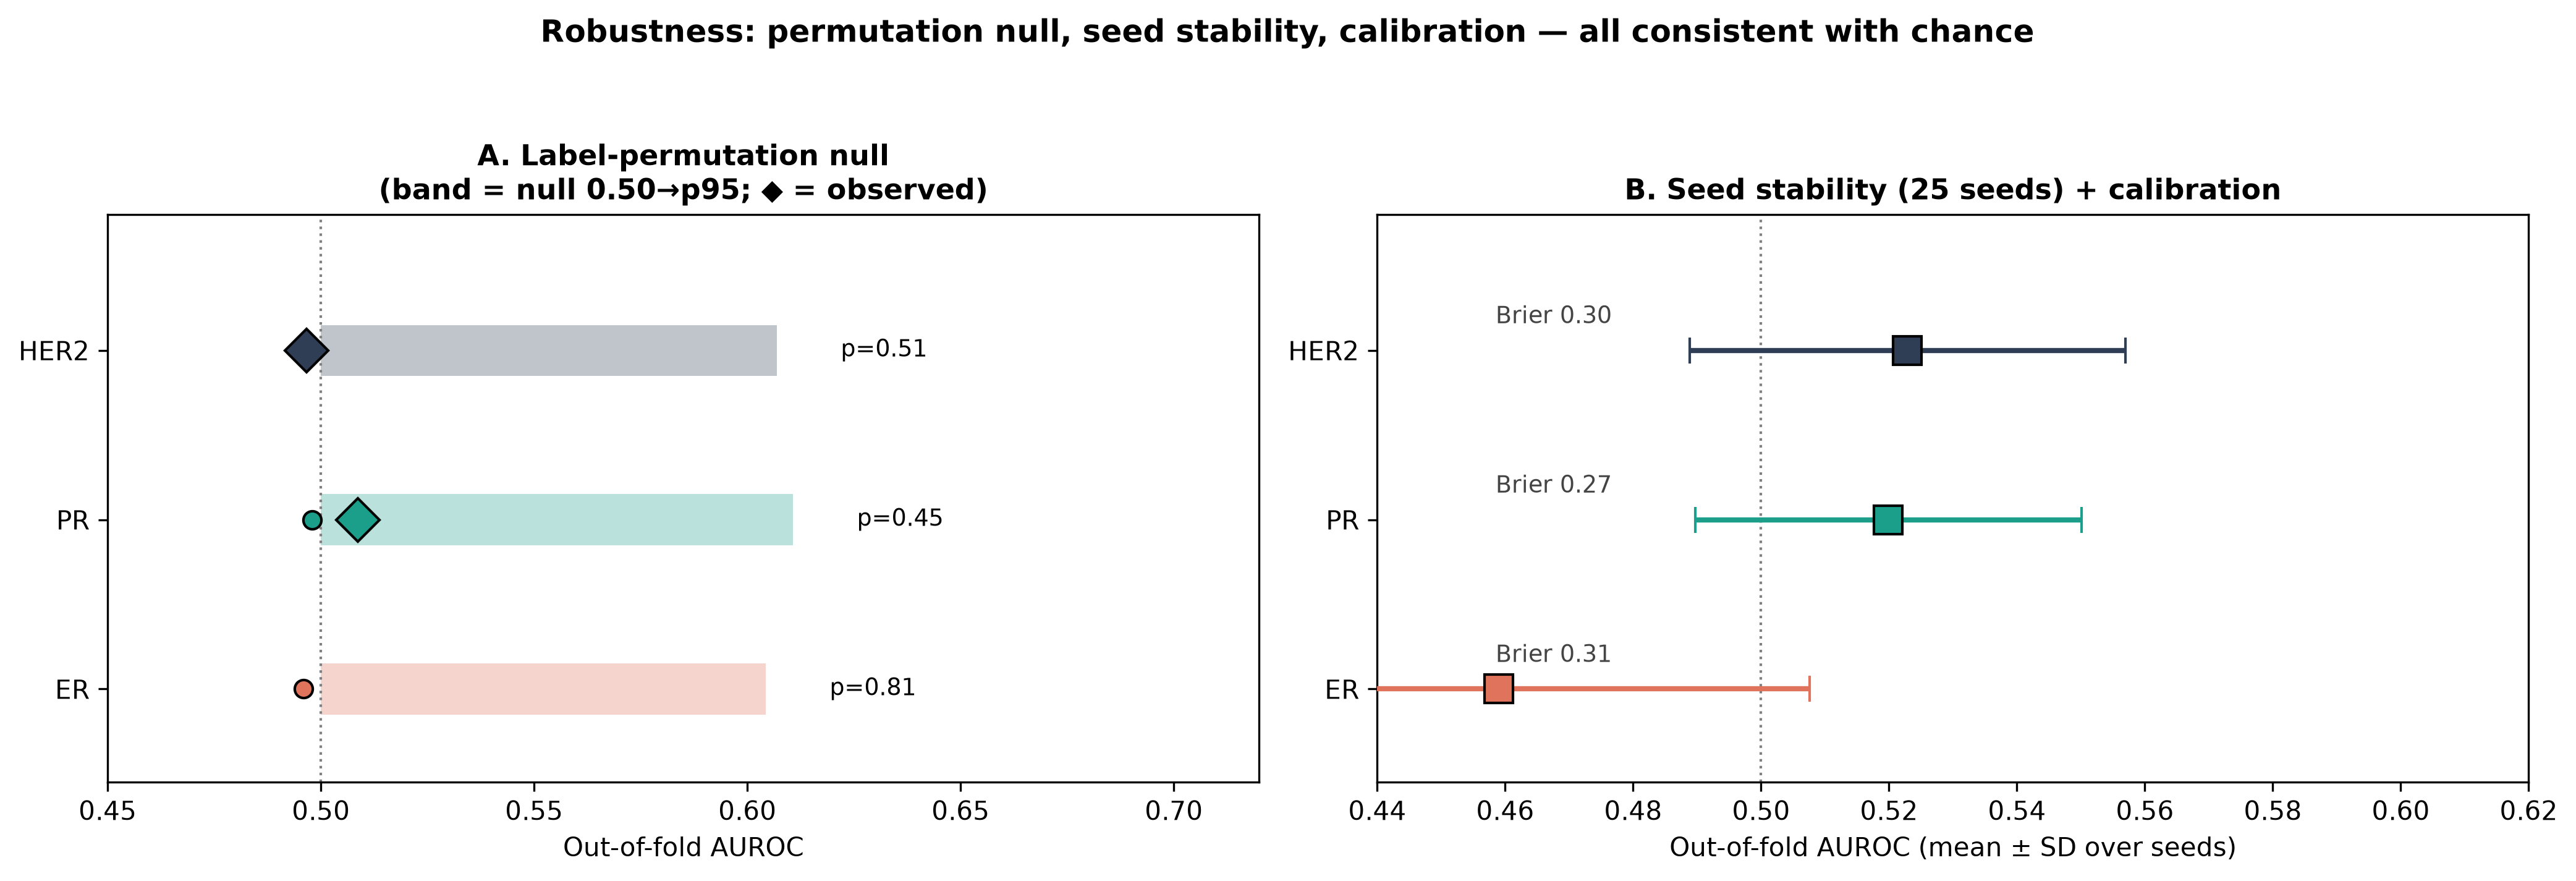 Robustness: permutation null, seed stability, calibration — all consistent with chance
A. Label-permutation null
(band = null 0.50→p95; ◆ = observed)
HER2
PR
ER
p=0.51
p=0.45
p=0.81
0.45 0.50 0.55 0.60 0.65 0.70
Out-of-fold AUROC
B. Seed stability (25 seeds) + calibration
HER2
PR
ER
Brier 0.30
Brier 0.27
Brier 0.31
0.44 0.46 0.48 0.50 0.52 0.54 0.56 0.58 0.60 0.62
Out-of-fold AUROC (mean ± SD over seeds)